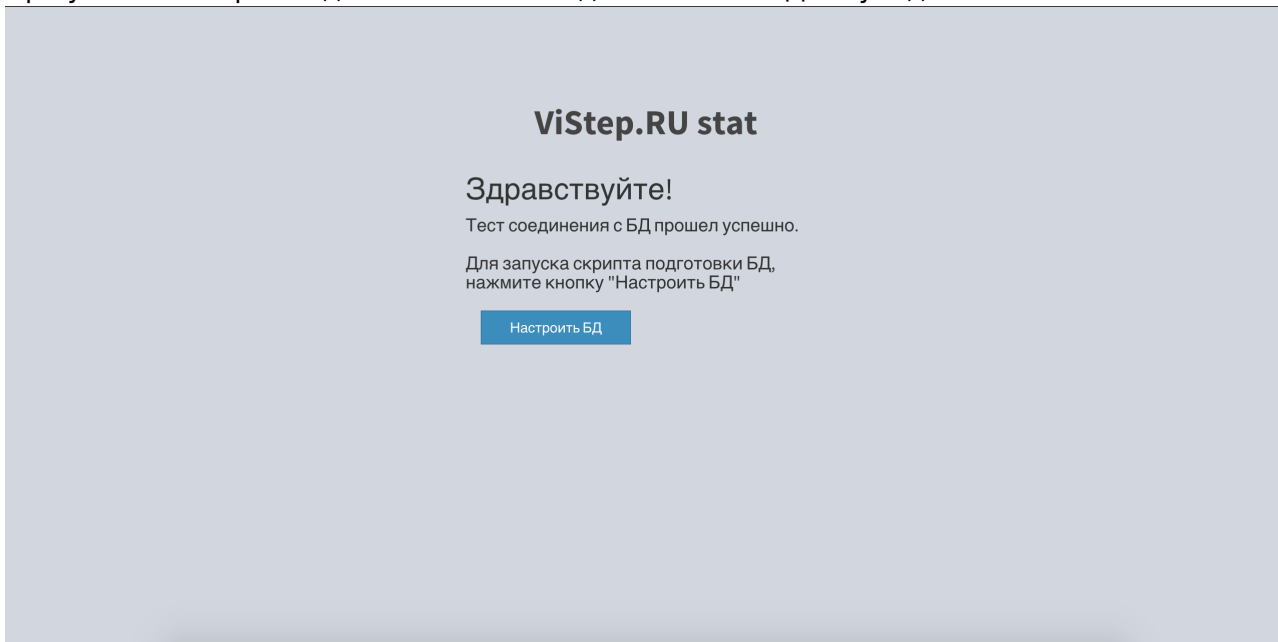 ViStep.RU stat
Здравствуйте!
Тест соединения с БД прошел успешно.
Для запуска скрипта подготовки БД,
нажмите кнопку "Настроить БД"
Настроить БД